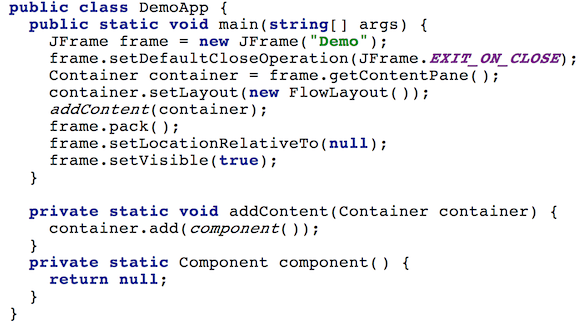 public class DemoApp {
  public static void main(string[] args) {
    JFrame frame = new JFrame("Demo");
    frame.setDefaultCloseOperation(JFrame.EXIT_ON_CLOSE);
    Container container = frame.getContentPane();
    container.setLayout(new FlowLayout());
    addContent(container);
    frame.pack();
    frame.setLocationRelativeTo(null);
    frame.setVisible(true);
  }

  private static void addContent(Container container) {
    container.add(component());
  }
  private static Component component() {
    return null;
  }
}